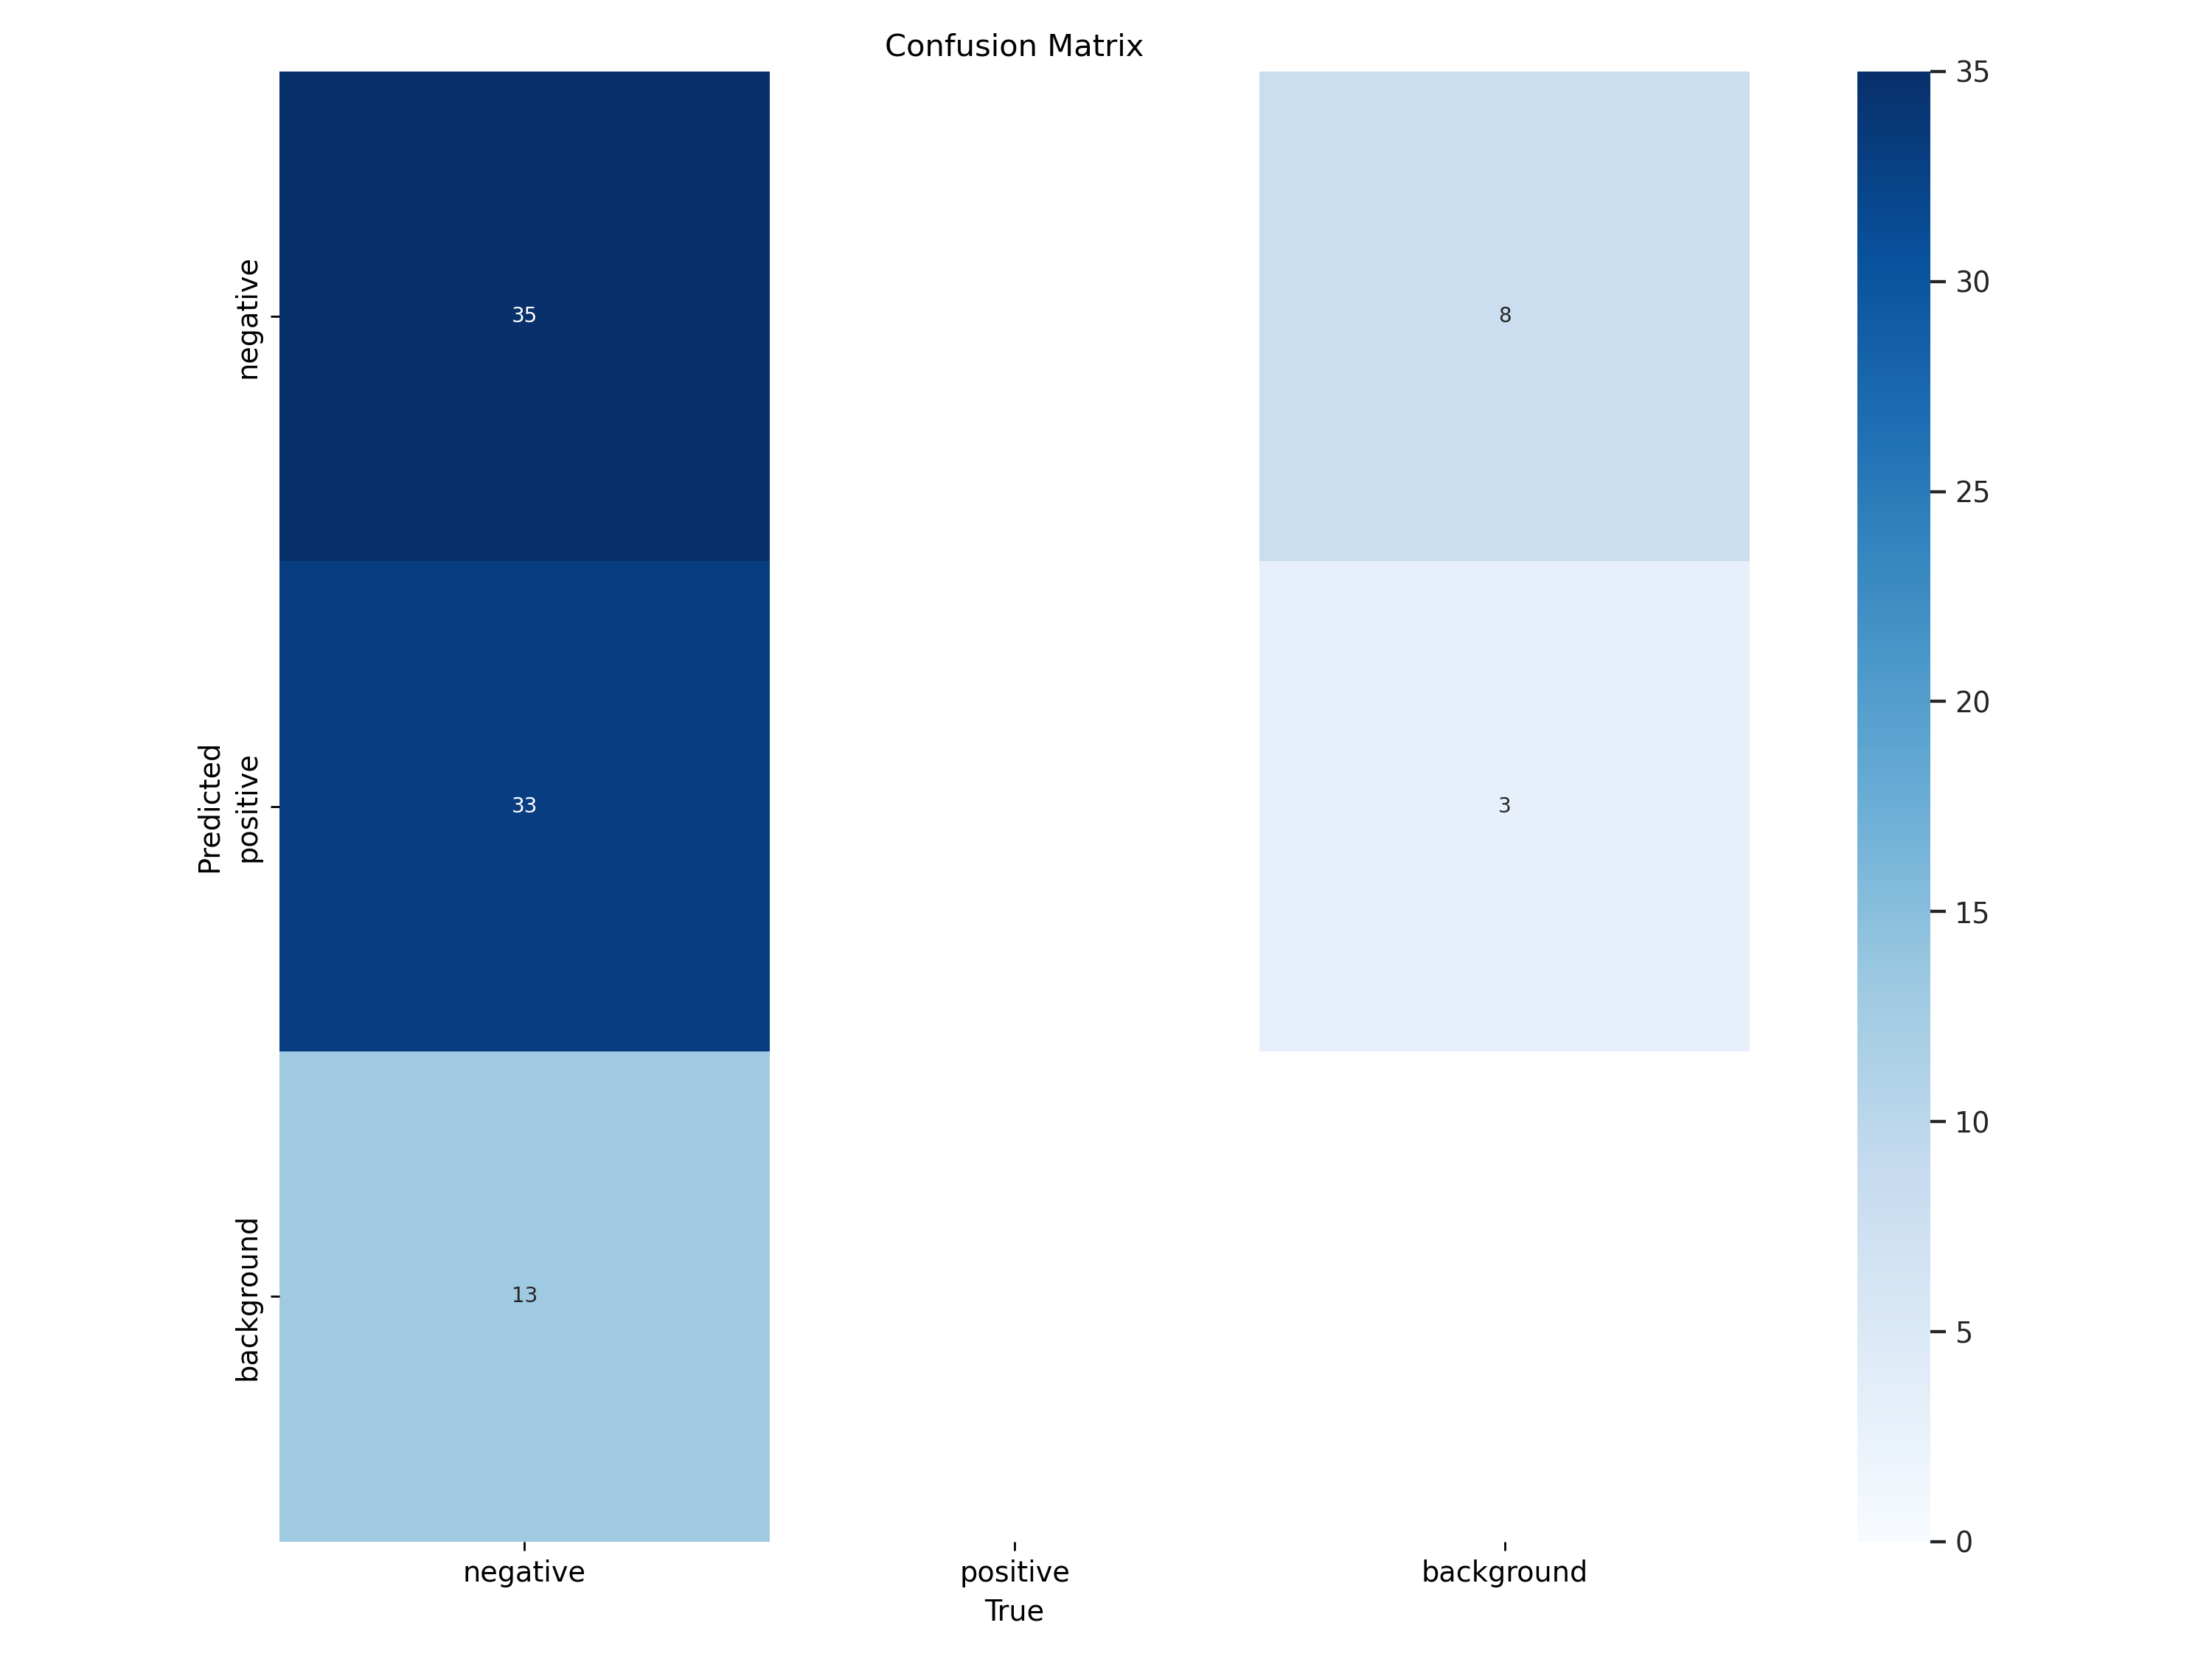 Confusion Matrix
negative
positive
background
Predicted
35
8
33
3
13
negative
positive
background
True
35
30
25
20
15
10
5
0